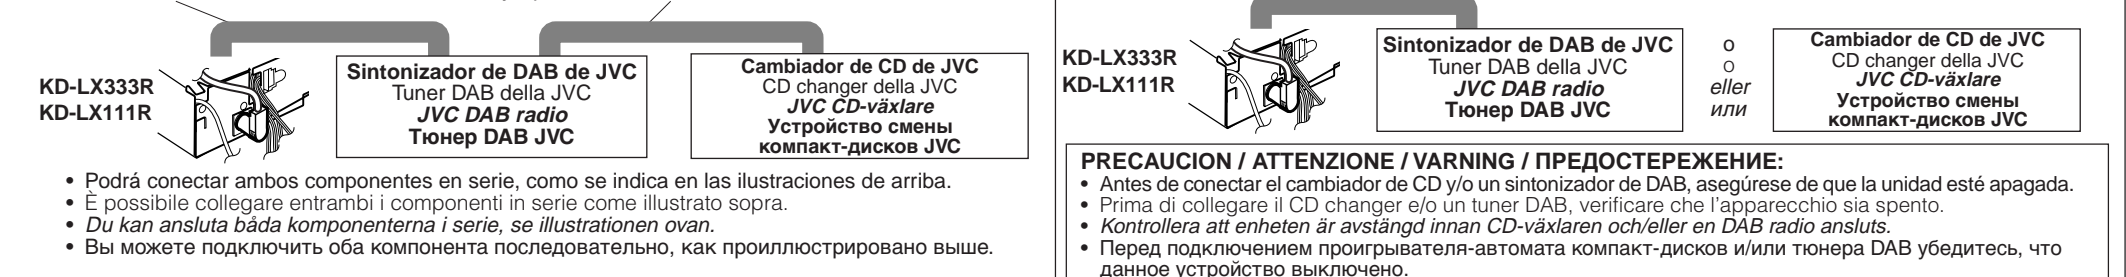 KD-LX333R
KD-LX111R
Sintonizador de DAB de JVC
Tuner DAB della JVC
JVC DAB radio
Тюнер DAB JVC
Cambiador de CD de JVC
CD changer della JVC
JVC CD-växlare
Устройство смены
компакт-дисков JVC
• Podrá conectar ambos componentes en serie, como se indica en las ilustraciones de arriba.
• È possibile collegare entrambi i componenti in serie come illustrato sopra.
• Du kan ansluta båda komponenterna i serie, se illustrationen ovan.
• Вы можете подключить оба компонента последовательно, как проиллюстрировано выше.
KD-LX333R
KD-LX111R
Sintonizador de DAB de JVC
Tuner DAB della JVC
JVC DAB radio
Тюнер DAB JVC
o
o
eller
или
Cambiador de CD de JVC
CD changer della JVC
JVC CD-växlare
Устройство смены
компакт-дисков JVC
PRECAUCION / ATTENZIONE / VARNING / ПРЕДОСТЕРЕЖЕНИЕ:
• Antes de conectar el cambiador de CD y/o un sintonizador de DAB, asegúrese de que la unidad esté apagada.
• Prima di collegare il CD changer e/o un tuner DAB, verificare che l'apparecchio sia spento.
• Kontrollera att enheten är avstängd innan CD-växlaren och/eller en DAB radio ansluts.
• Перед подключением проигрывателя-автомата компакт-дисков и/или тюнера DAB убедитесь, что
данное устройство выключено.